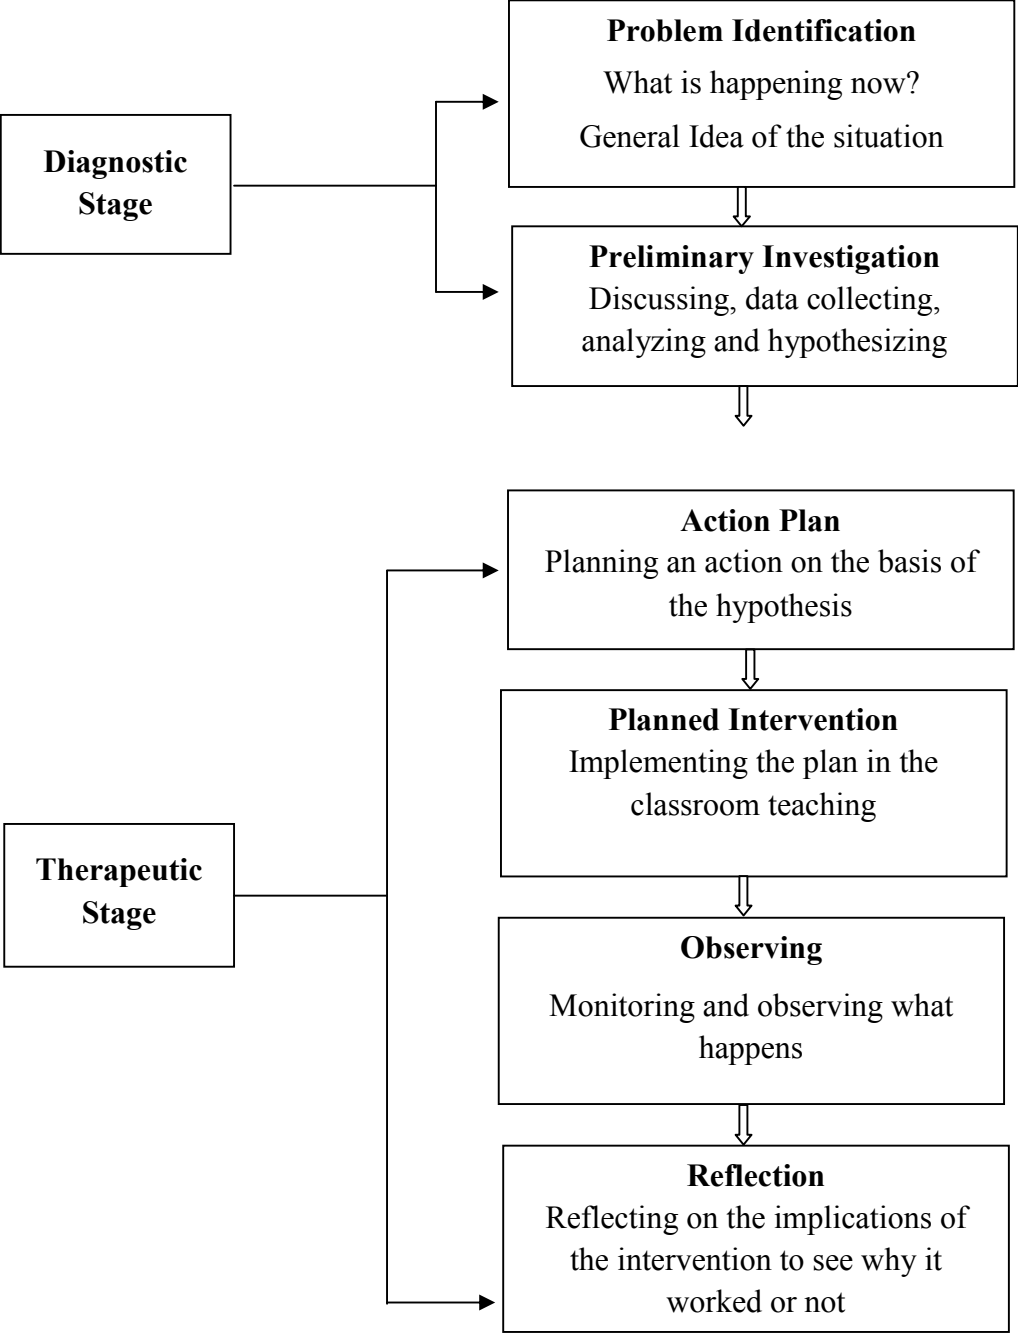 Problem Identification
What is happening now?
General Idea of the situation
Diagnostic
Stage
Preliminary Investigation
Discussing, data collecting,
analyzing and hypothesizing
Action Plan
Planning an action on the basis of
the hypothesis
Planned Intervention
Implementing the plan in the
classroom teaching
Therapeutic
Stage
Observing
Monitoring and observing what
happens
Reflection
Reflecting on the implications of
the intervention to see why it
worked or not